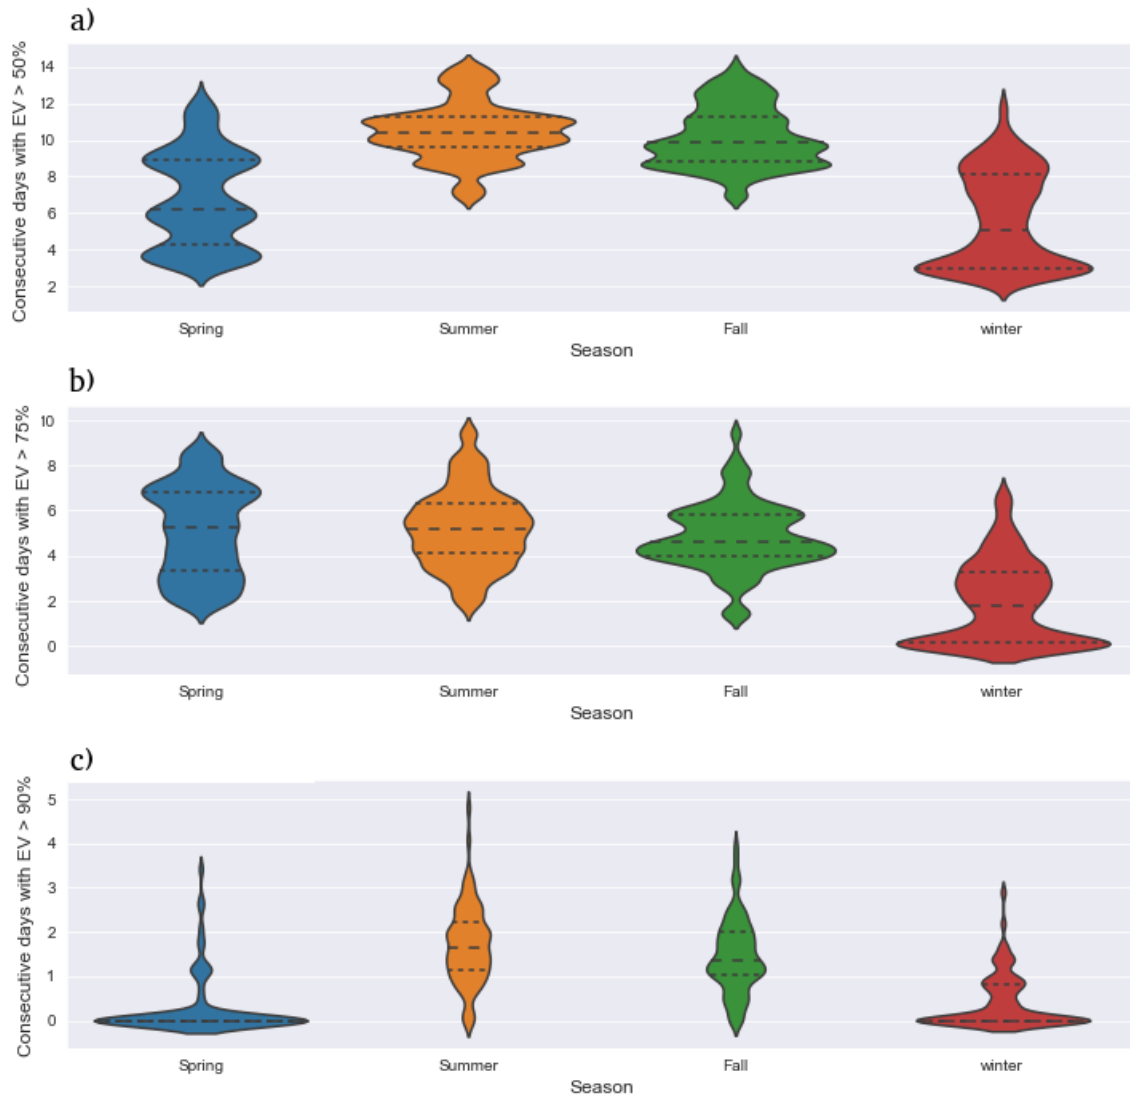 a)
Consecutive days with EV > 50%
14
12
10
8
6
4
2
Spring Summer Fall winter
Season
b)
Consecutive days with EV > 75%
10
8
6
4
2
0
Spring Summer Fall winter
Season
c)
Consecutive days with EV > 90%
5
4
3
2
1
0
Spring Summer Fall winter
Season